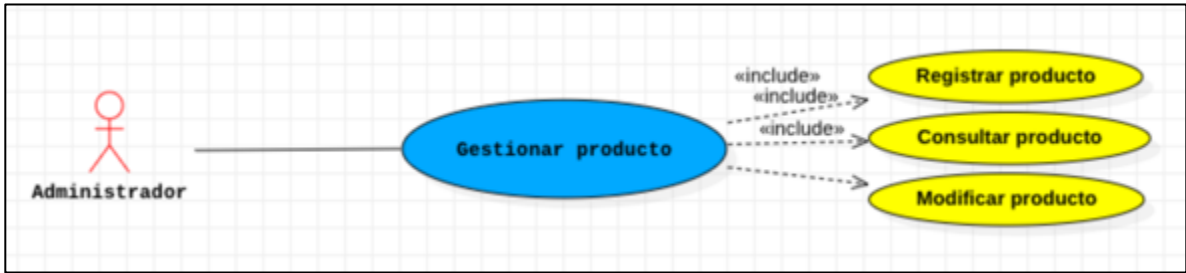 «include»
Registrar producto
«include»
«include»
Consultar producto
Gestionar producto
Administrador
Modificar producto